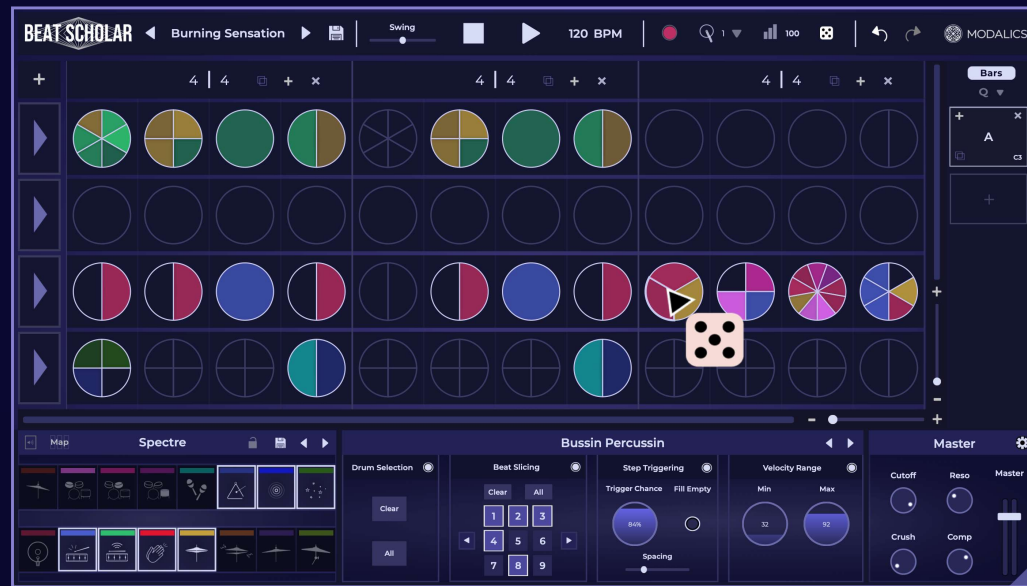 BEAT SCHOLAR Burning Sensation Swing 120 BPM 1 100 MODALICS
+ 4 4 + × 4 4 + × 4 4 + × Bars
Q
+ ×
A
C3
+
+
-
- +
Map Spectre Bussin Percussin Master
Drum Selection Beat Slicing Step Triggering Velocity Range
Clear All Trigger Chance Fill Empty Min Max Cutoff Reso Master
Clear 1 2 3 84% 32 92
4 5 6
All 7 8 9 Spacing Crush Comp